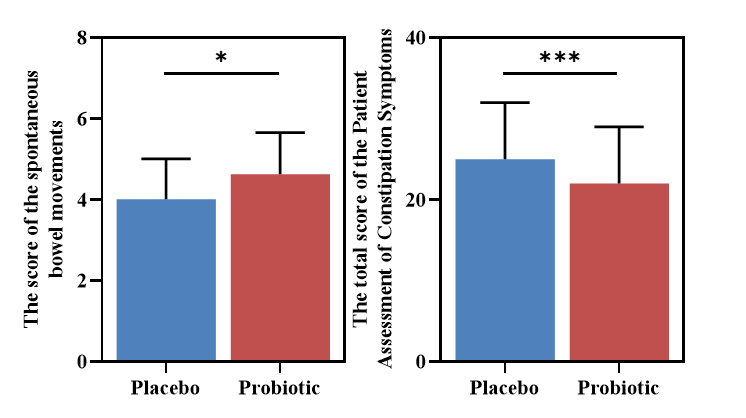 The score of the spontaneous
bowel movements
8
6
4
2
0
*
Placebo
Probiotic
The total score of the Patient
Assessment of Constipation Symptoms
40
20
0
***
Placebo
Probiotic